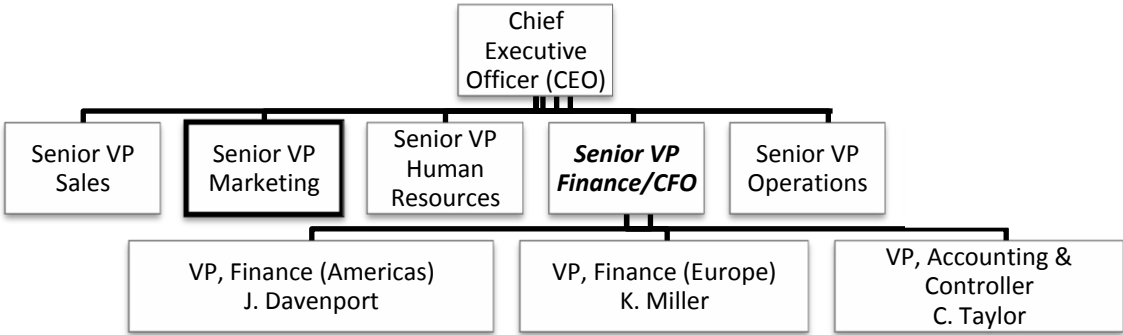 Chief
Executive
Officer (CEO)
Senior VP
Sales
Senior VP
Marketing
Senior VP
Human
Resources
Senior VP
Finance/CFO
Senior VP
Operations
VP, Finance (Americas)
J. Davenport
VP, Finance (Europe)
K. Miller
VP, Accounting &
Controller
C. Taylor